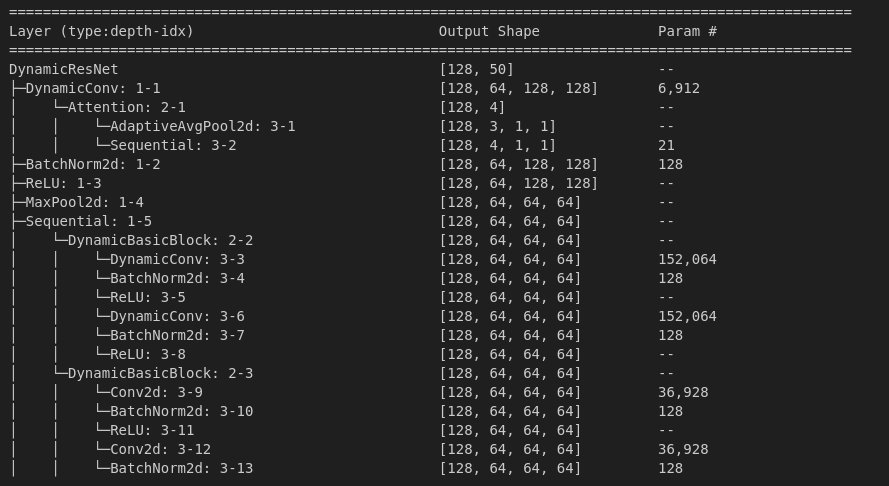 ====================================================================================================
Layer (type:depth-idx)                             Output Shape              Param #
====================================================================================================
DynamicResNet                                      [128, 50]                 --
├─DynamicConv: 1-1                                 [128, 64, 128, 128]       6,912
│    └─Attention: 2-1                              [128, 4]                  --
│    │    └─AdaptiveAvgPool2d: 3-1                 [128, 3, 1, 1]            --
│    │    └─Sequential: 3-2                        [128, 4, 1, 1]            21
├─BatchNorm2d: 1-2                                 [128, 64, 128, 128]       128
├─ReLU: 1-3                                        [128, 64, 128, 128]       --
├─MaxPool2d: 1-4                                   [128, 64, 64, 64]         --
├─Sequential: 1-5                                  [128, 64, 64, 64]         --
│    └─DynamicBasicBlock: 2-2                      [128, 64, 64, 64]         --
│    │    └─DynamicConv: 3-3                       [128, 64, 64, 64]         152,064
│    │    └─BatchNorm2d: 3-4                       [128, 64, 64, 64]         128
│    │    └─ReLU: 3-5                              [128, 64, 64, 64]         --
│    │    └─DynamicConv: 3-6                       [128, 64, 64, 64]         152,064
│    │    └─BatchNorm2d: 3-7                       [128, 64, 64, 64]         128
│    │    └─ReLU: 3-8                              [128, 64, 64, 64]         --
│    └─DynamicBasicBlock: 2-3                      [128, 64, 64, 64]         --
│    │    └─Conv2d: 3-9                            [128, 64, 64, 64]         36,928
│    │    └─BatchNorm2d: 3-10                      [128, 64, 64, 64]         128
│    │    └─ReLU: 3-11                             [128, 64, 64, 64]         --
│    │    └─Conv2d: 3-12                           [128, 64, 64, 64]         36,928
│    │    └─BatchNorm2d: 3-13                      [128, 64, 64, 64]         128